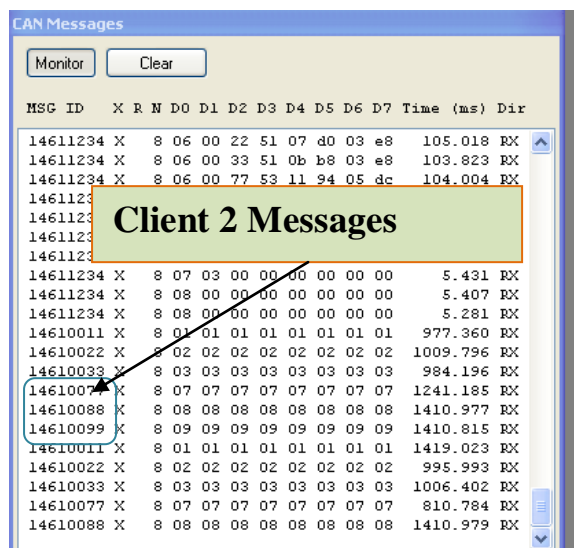 CAN Messages
Monitor Clear
MSG ID X R N D0 D1 D2 D3 D4 D5 D6 D7 Time (ms) Dir
14611234 X 8 06 00 22 51 07 d0 03 e8 105.018 RX
14611234 X 8 06 00 33 51 0b b8 03 e8 103.823 RX
14611234 X 8 06 00 77 53 11 94 05 dc 104.004 RX
Client 2 Messages
14611234 X 8 07 03 00 00 00 00 00 00 5.431 RX
14611234 X 8 08 00 00 00 00 00 00 00 5.407 RX
14611234 X 8 08 00 00 00 00 00 00 00 5.281 RX
14610011 X 8 01 01 01 01 01 01 01 01 977.360 RX
14610022 X 8 02 02 02 02 02 02 02 02 1009.796 RX
14610033 X 8 03 03 03 03 03 03 03 03 984.196 RX
14610077 X 8 07 07 07 07 07 07 07 07 1241.185 RX
14610088 X 8 08 08 08 08 08 08 08 08 1410.977 RX
14610099 X 8 09 09 09 09 09 09 09 09 1410.815 RX
14610011 X 8 01 01 01 01 01 01 01 01 1419.023 RX
14610022 X 8 02 02 02 02 02 02 02 02 995.993 RX
14610033 X 8 03 03 03 03 03 03 03 03 1006.402 RX
14610077 X 8 07 07 07 07 07 07 07 07 810.784 RX
14610088 X 8 08 08 08 08 08 08 08 08 1410.979 RX